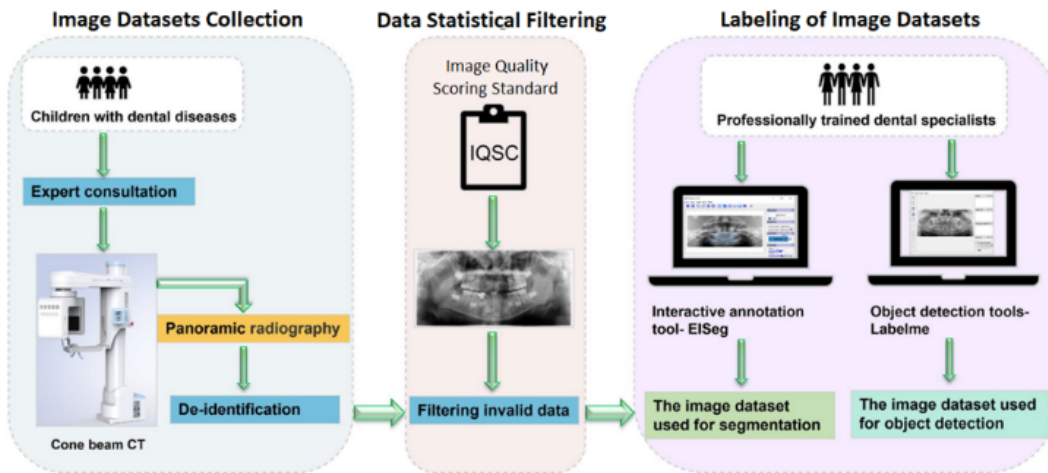 Image Datasets Collection
Children with dental diseases
Expert consultation
Panoramic radiography
De-identification
Cone beam CT
Data Statistical Filtering
Image Quality
Scoring Standard
IQSC
Filtering invalid data
Labeling of Image Datasets
Professionally trained dental specialists
Interactive annotation
tool- EISeg
Object detection tools-
Labelme
The image dataset
used for segmentation
The image dataset used
for object detection